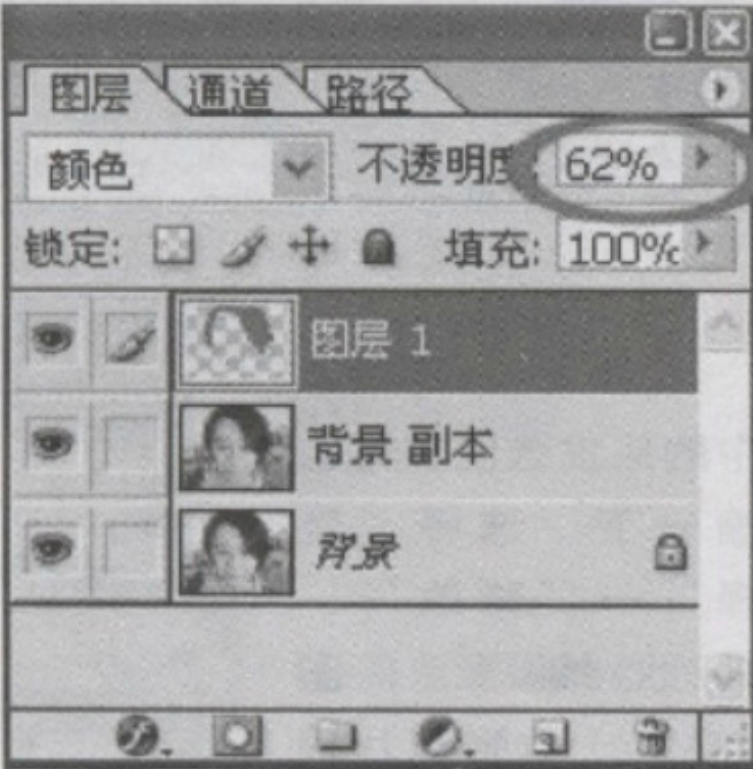 图层 通道 路径
颜色 不透明度: 62%
锁定: 填充: 100%
图层 1
背景 副本
背景